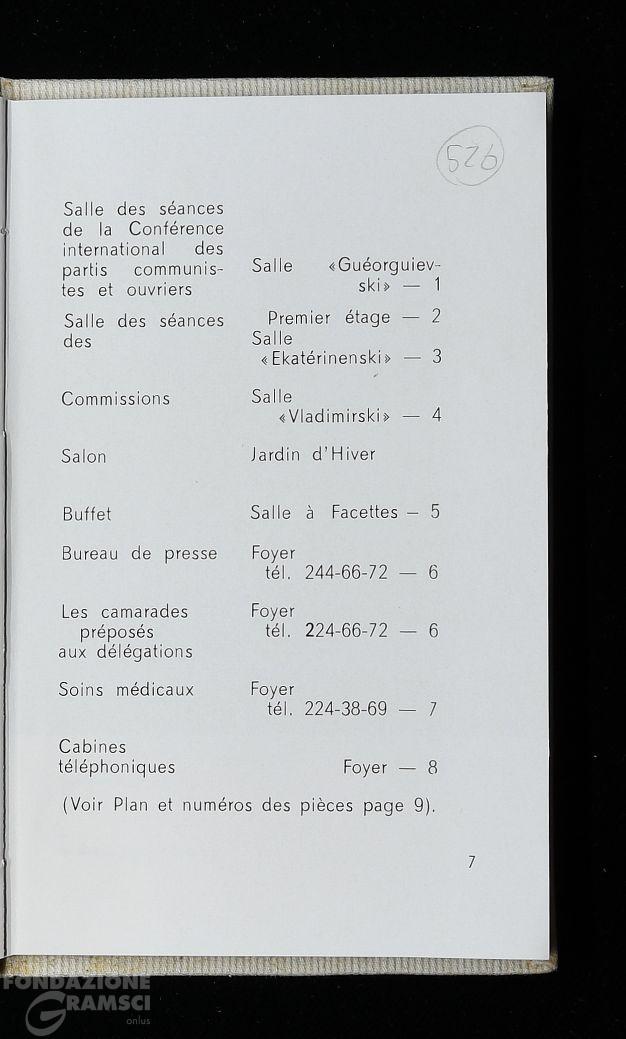 526
Salle des séances
de la Conférence
international des
partis communis- Salle «Guéorguiev-
tes et ouvriers ski» — 1
Salle des séances Premier étage — 2
des Salle
«Ekatérinenski» — 3
Commissions Salle
«Vladimirski» — 4
Salon Jardin d'Hiver
Buffet Salle à Facettes — 5
Bureau de presse Foyer
tél. 244-66-72 — 6
Les camarades Foyer
préposés tél. 224-66-72 — 6
aux délégations
Soins médicaux Foyer
tél. 224-38-69 — 7
Cabines
téléphoniques Foyer — 8
(Voir Plan et numéros des pièces page 9).
7
FONDAZIONE
GRAMSCI
onlus